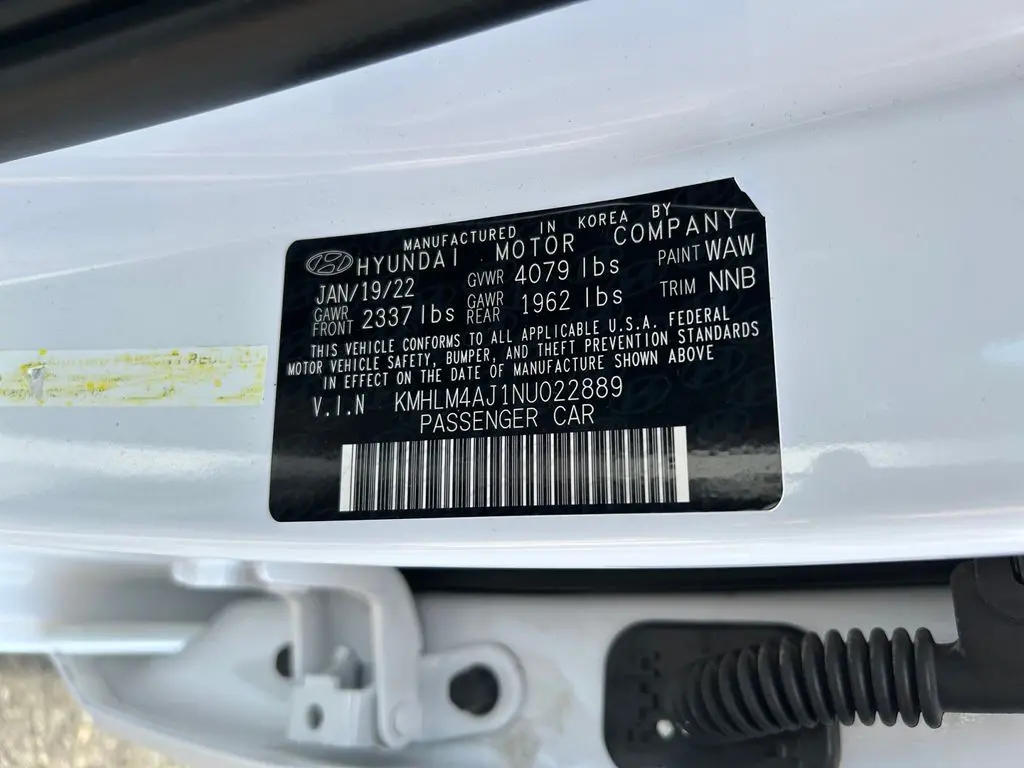 MANUFACTURED IN KOREA BY
HYUNDAI MOTOR COMPANY
JAN/19/22 GVWR 4079 lbs PAINT WAW
GAWR FRONT 2337 lbs GAWR REAR 1962 lbs TRIM NNB
THIS VEHICLE CONFORMS TO ALL APPLICABLE U.S.A. FEDERAL
MOTOR VEHICLE SAFETY, BUMPER, AND THEFT PREVENTION STANDARDS
IN EFFECT ON THE DATE OF MANUFACTURE SHOWN ABOVE
V.I.N KMHLM4AJ1NU022889
PASSENGER CAR